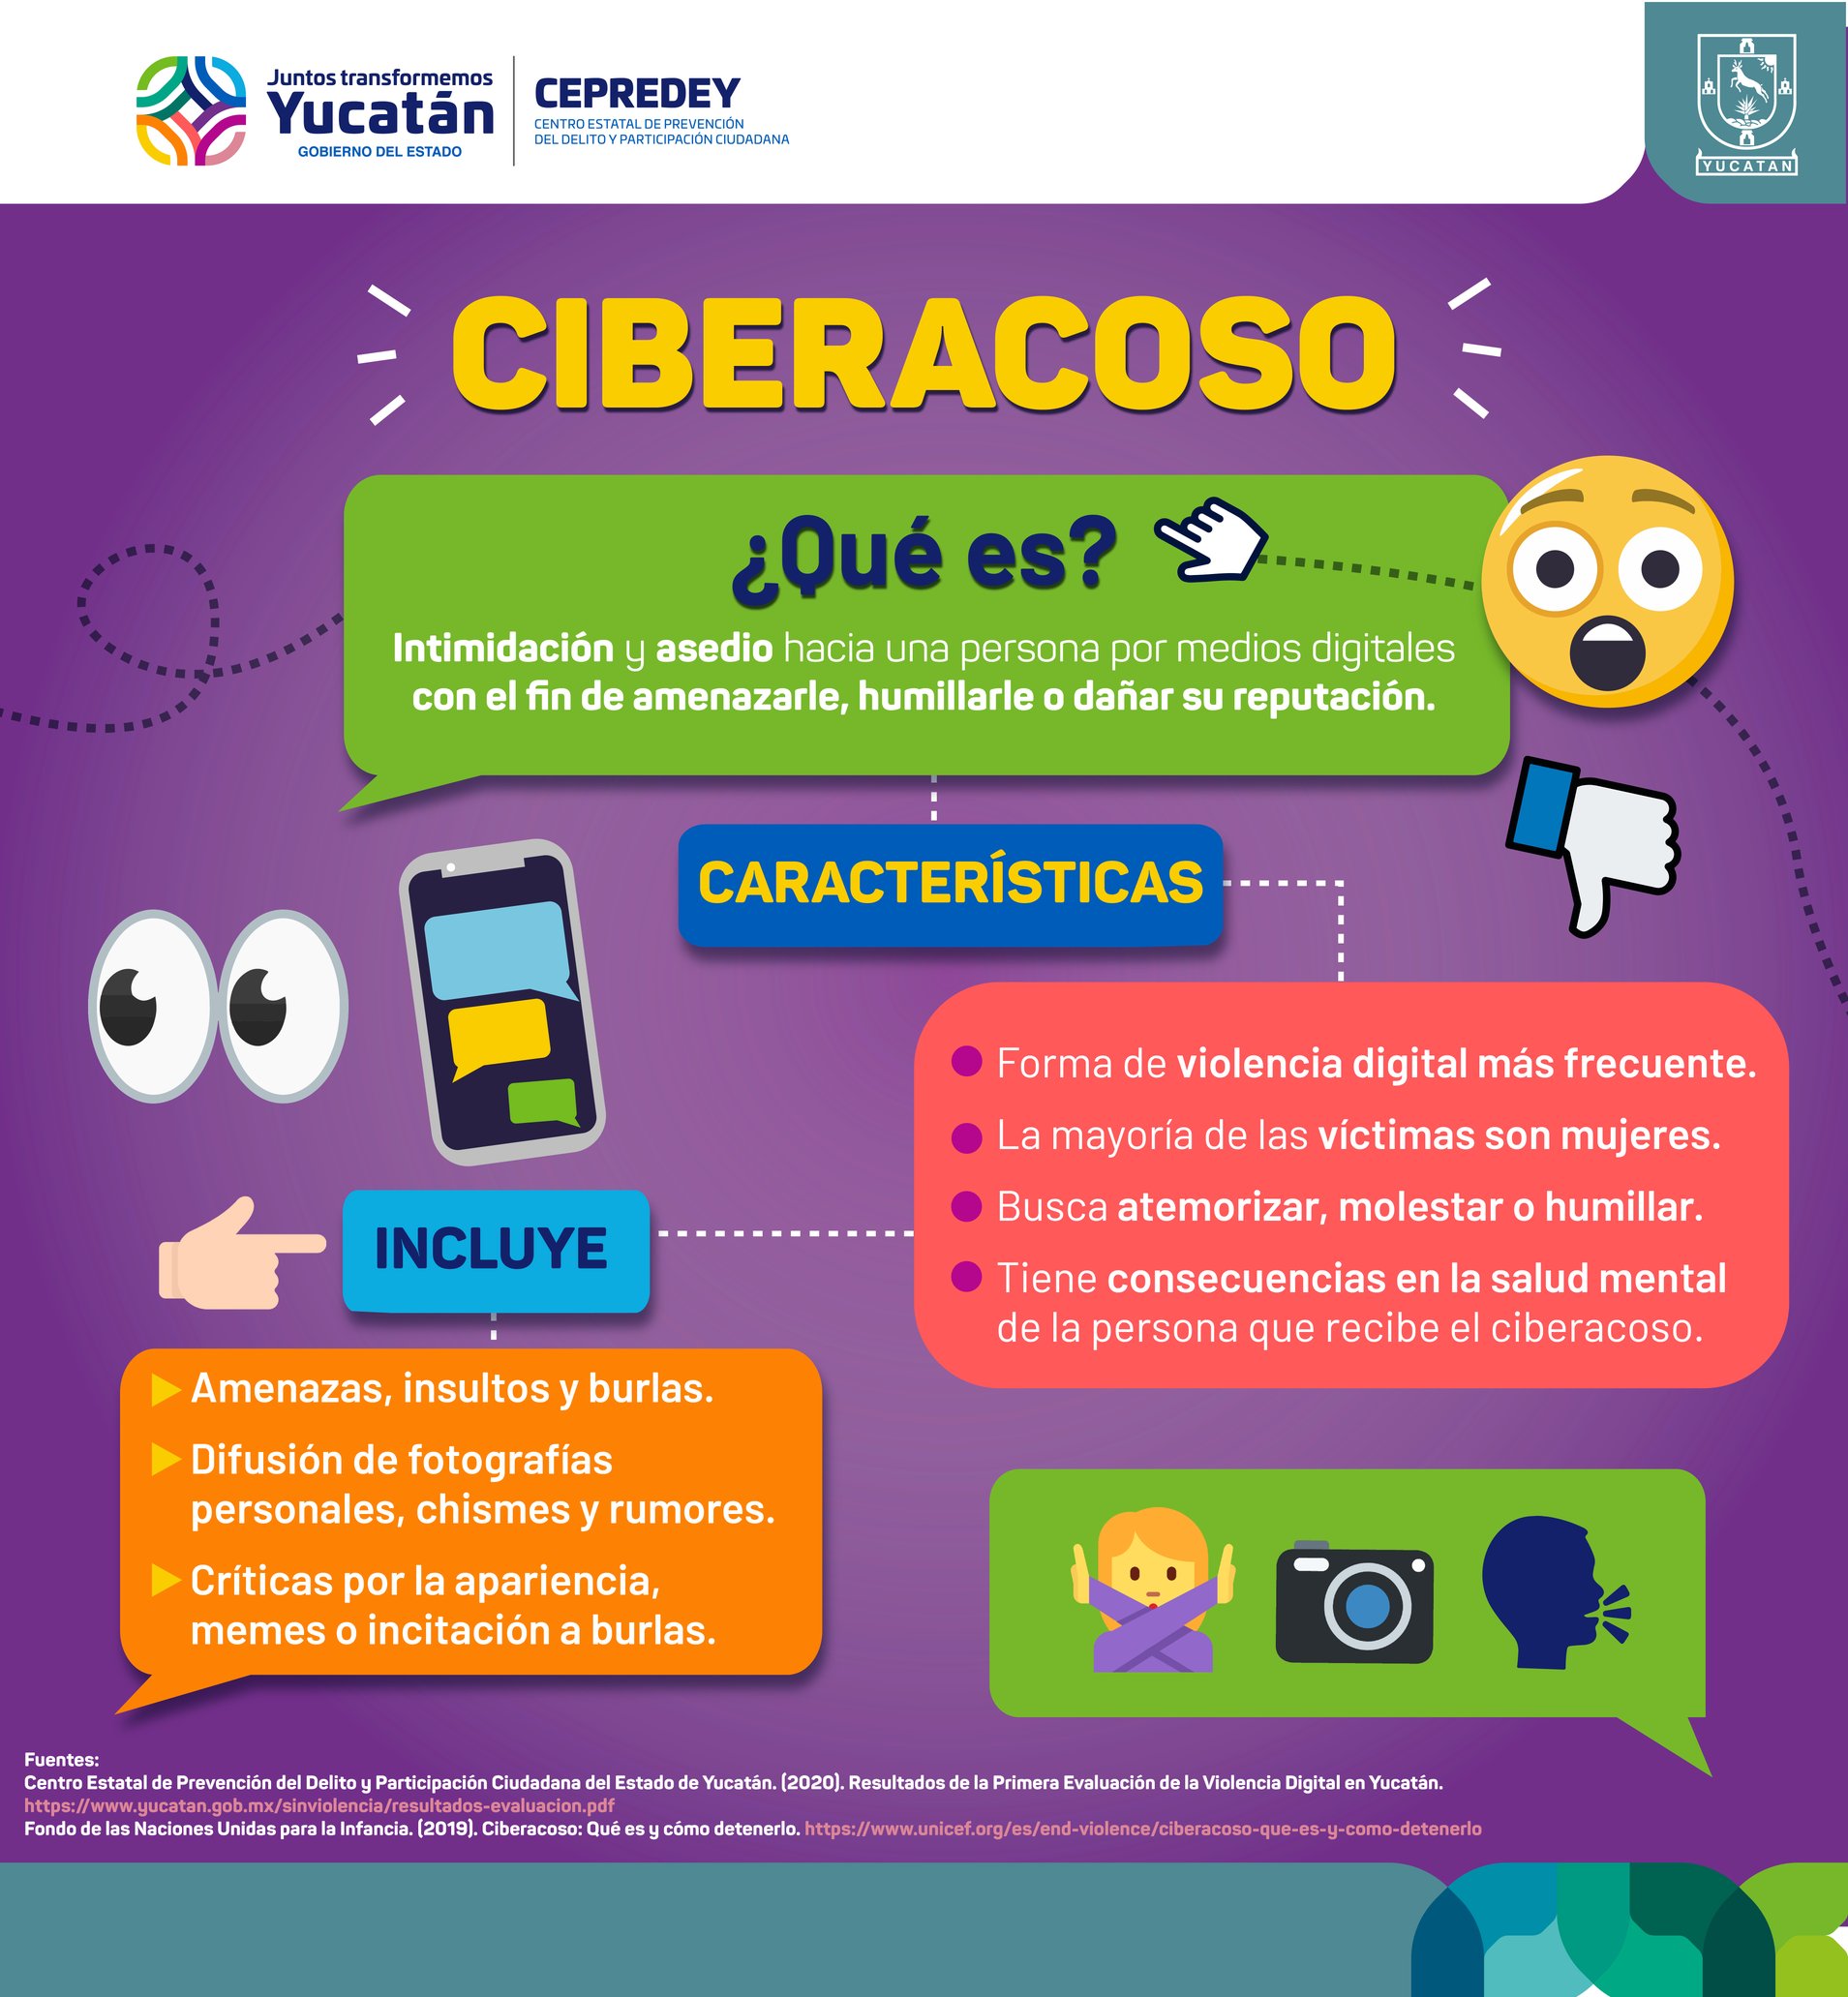 Juntos transformemos
Yucatán
GOBIERNO DEL ESTADO
CEPREDEY
CENTRO ESTATAL DE PREVENCIÓN
DEL DELITO Y PARTICIPACIÓN CIUDADANA
YUCATAN
CIBERACOSO
¿Qué es?
Intimidación y asedio hacia una persona por medios digitales
con el fin de amenazarle, humillarle o dañar su reputación.
CARACTERÍSTICAS
Forma de violencia digital más frecuente.
La mayoría de las víctimas son mujeres.
Busca atemorizar, molestar o humillar.
Tiene consecuencias en la salud mental
de la persona que recibe el ciberacoso.
INCLUYE
Amenazas, insultos y burlas.
Difusión de fotografías
personales, chismes y rumores.
Críticas por la apariencia,
memes o incitación a burlas.
Fuentes:
Centro Estatal de Prevención del Delito y Participación Ciudadana del Estado de Yucatán. (2020). Resultados de la Primera Evaluación de la Violencia Digital en Yucatán.
https://www.yucatan.gob.mx/sinviolencia/resultados-evaluacion.pdf
Fondo de las Naciones Unidas para la Infancia. (2019). Ciberacoso: Qué es y cómo detenerlo. https://www.unicef.org/es/end-violence/ciberacoso-que-es-y-como-detenerlo